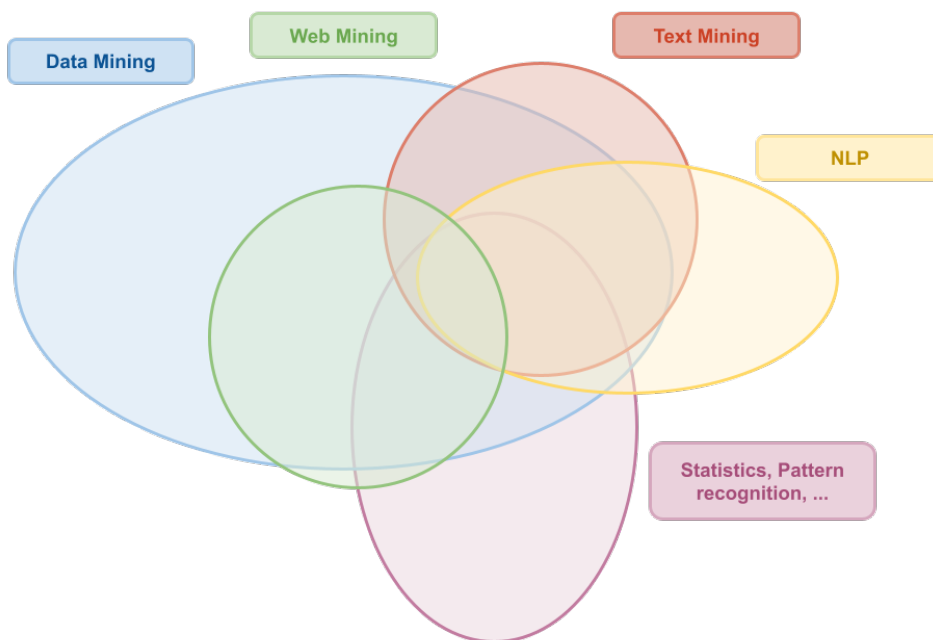 Web Mining
Text Mining
Data Mining
NLP
Statistics, Pattern
recognition, ...